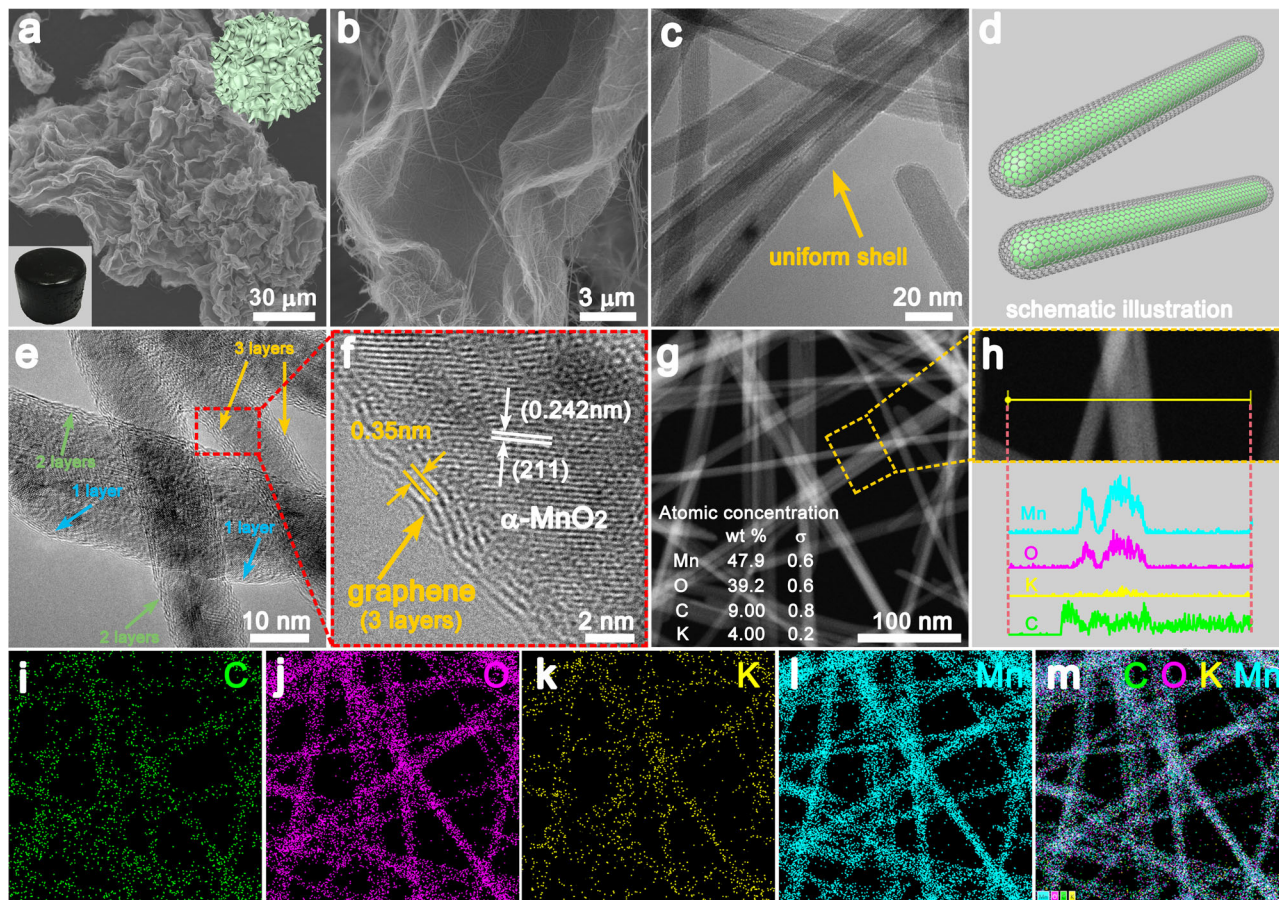 a
30 μm
b
3 μm
c
uniform shell
20 nm
d
schematic illustration
e
3 layers
2 layers
1 layer
1 layer
2 layers
10 nm
f
0.35nm
(0.242nm)
(211)
α-MnO2
graphene
(3 layers)
2 nm
g
Atomic concentration
wt % σ
Mn 47.9 0.6
O 39.2 0.6
C 9.00 0.8
K 4.00 0.2
100 nm
h
Mn
O
K
C
i C
j O
k K
l Mn
m C O K Mn
Mn O C K